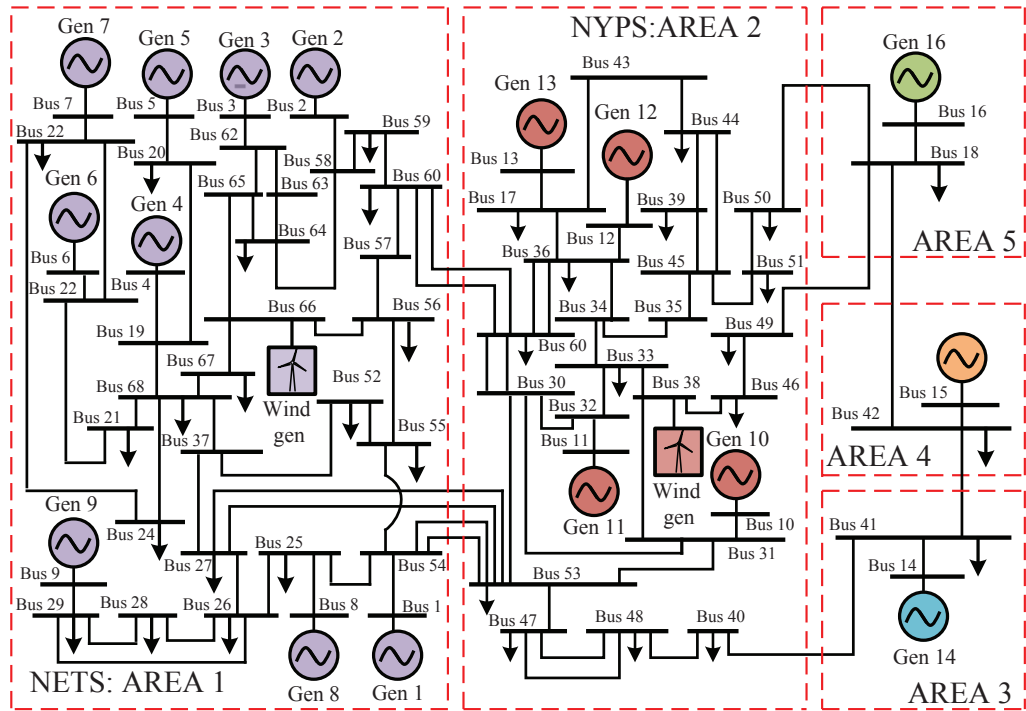 Gen 7
Gen 5
Gen 3
Gen 2
NYPS:AREA 2
Gen 16
Bus 43
Gen 13
Gen 12
Bus 7
Bus 5
Bus 3
Bus 2
Bus 59
Bus 44
Bus 16
Bus 22
Bus 62
Bus 58
Bus 20
Bus 13
Bus 18
Bus 60
Gen 6
Gen 4
Bus 65
Bus 63
Bus 17
Bus 39
Bus 50
Bus 64
Bus 57
Bus 12
Bus 36
AREA 5
Bus 6
Bus 4
Bus 45
Bus 51
Bus 22
Bus 66
Bus 56
Bus 34
Bus 35
Bus 49
Bus 19
Bus 60
Bus 33
Bus 67
Bus 52
Bus 30
Bus 38
Bus 46
Bus 15
Bus 68
Wind
gen
Bus 32
Bus 42
Bus 21
Bus 37
Bus 55
Bus 11
Gen 10
AREA 4
Gen 9
Wind
gen
Gen 11
Bus 10
Bus 41
Bus 24
Bus 25
Bus 27
Bus 54
Bus 31
Bus 9
Bus 53
Bus 14
Bus 29
Bus 28
Bus 26
Bus 8
Bus 1
Bus 47
Bus 48
Bus 40
Gen 14
NETS: AREA 1
Gen 8
Gen 1
AREA 3